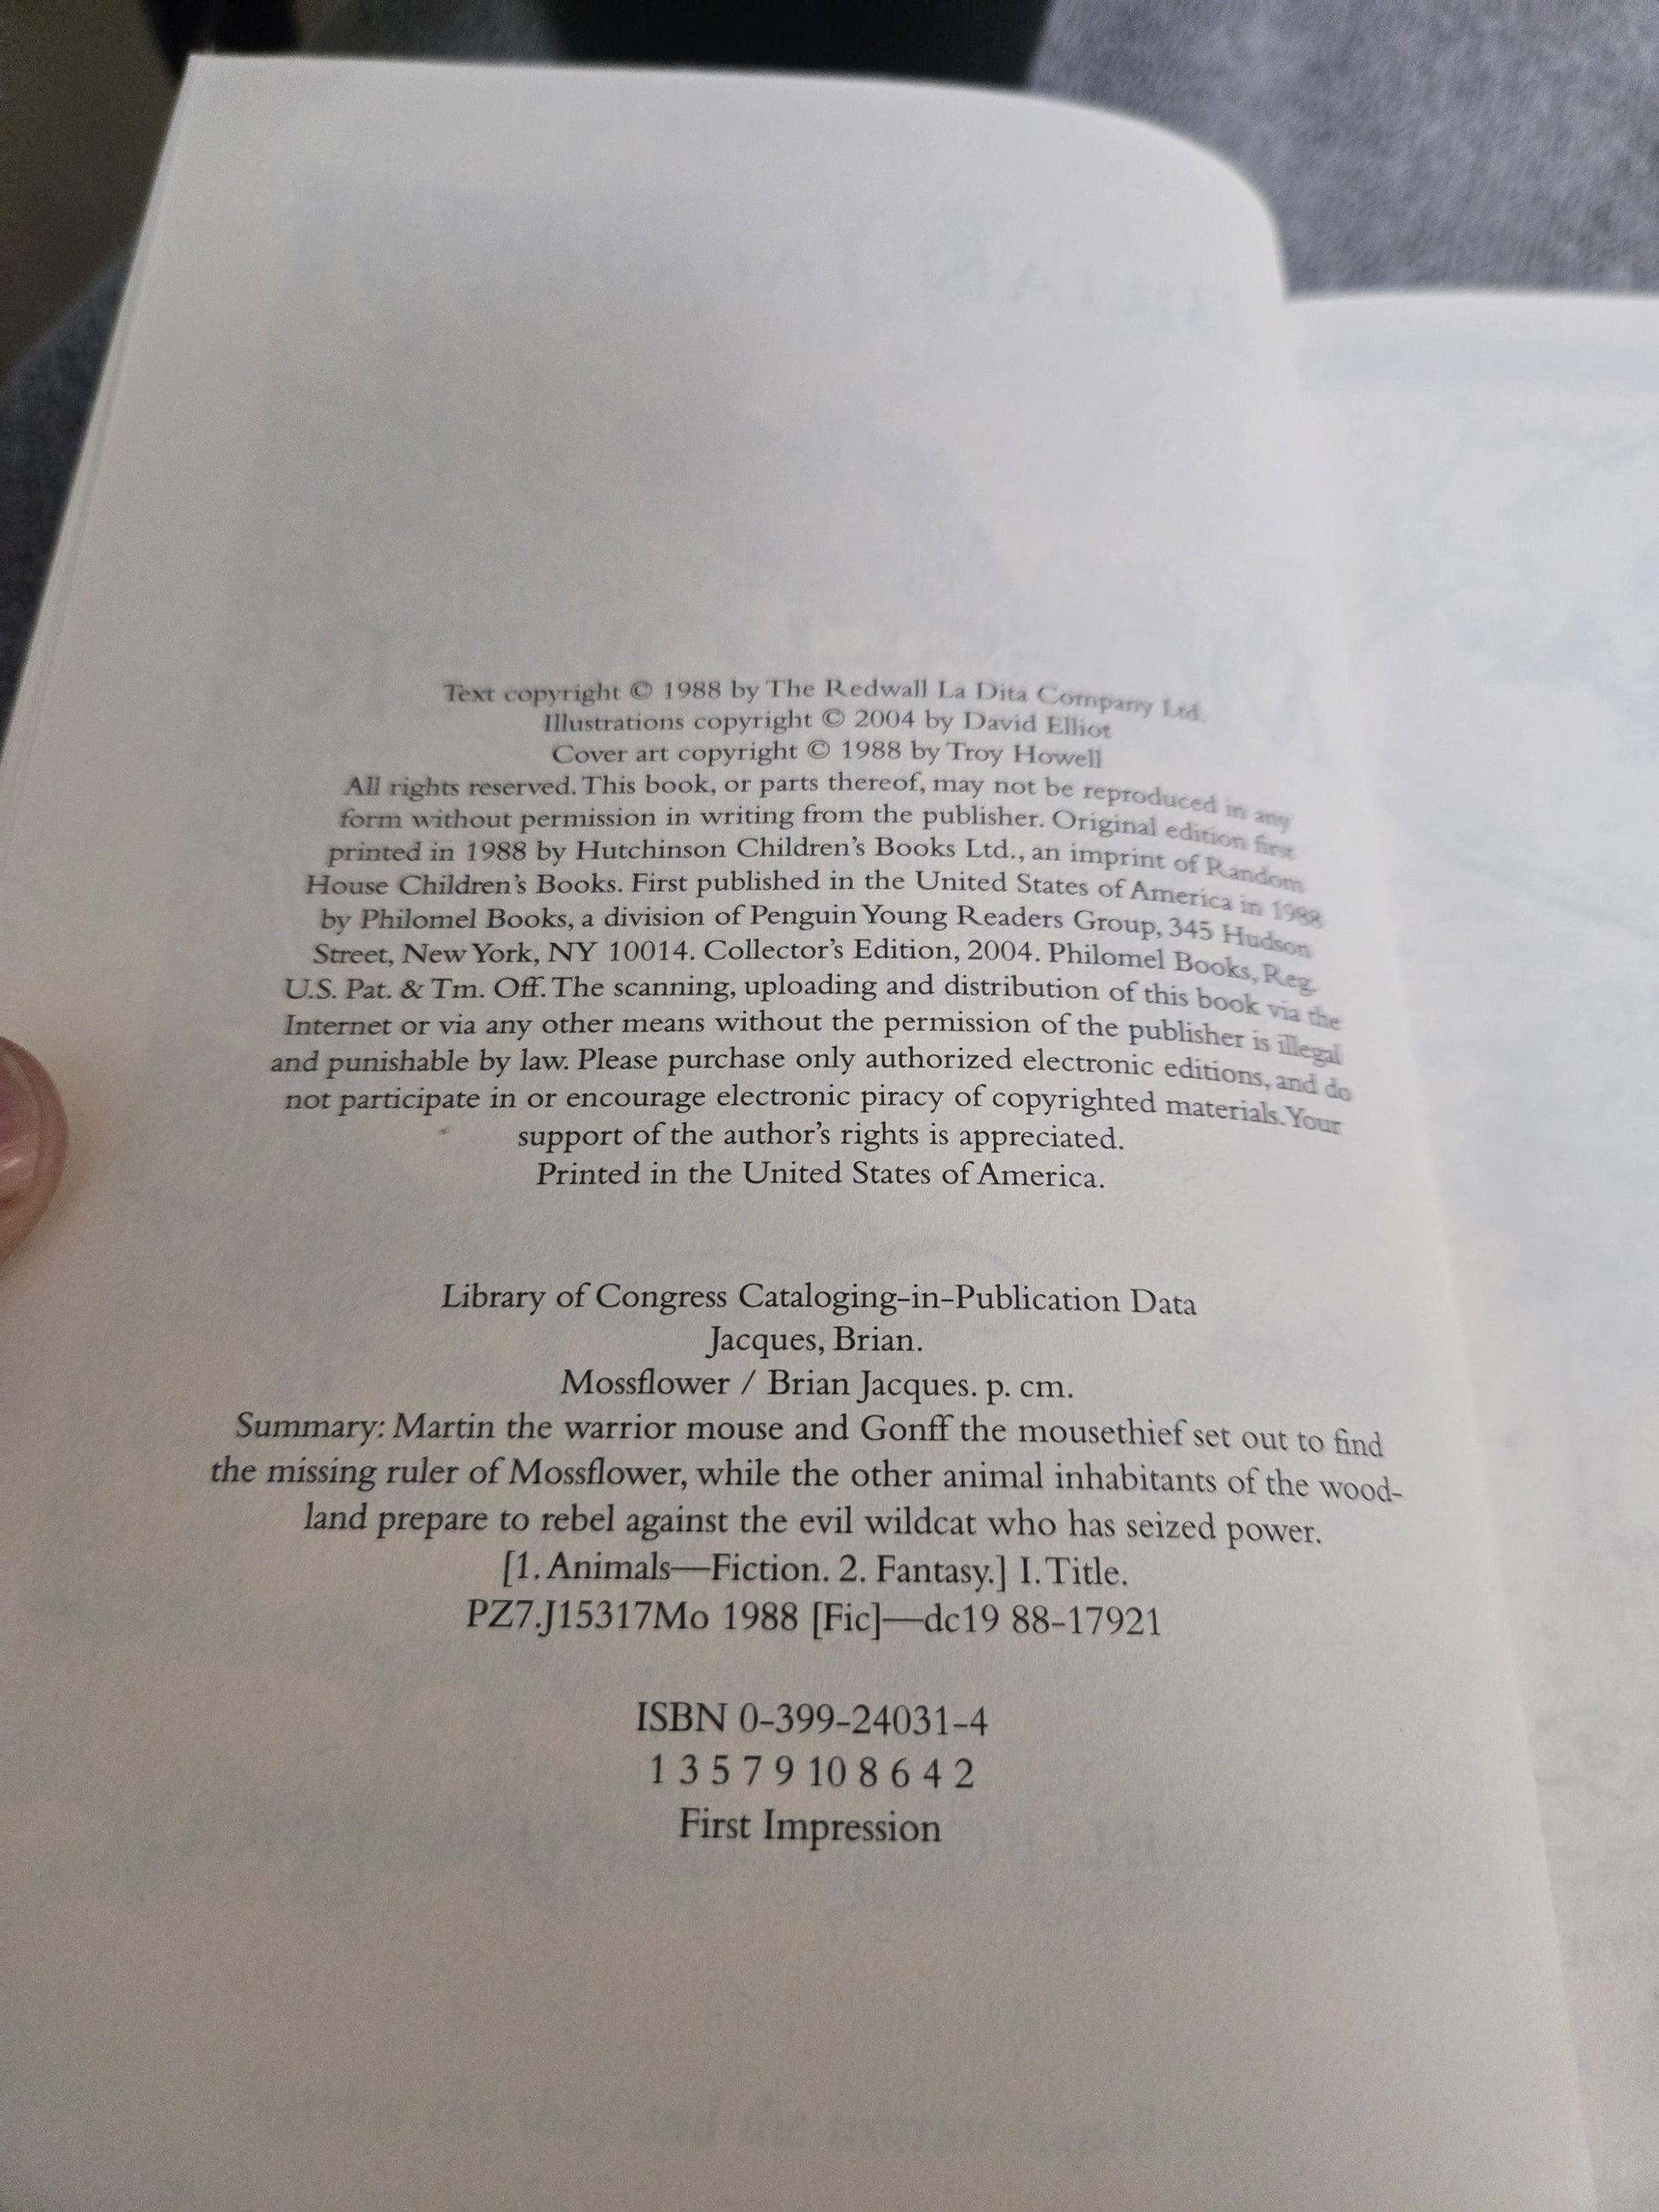 Text copyright © 1988 by The Redwall La Dita Company Ltd.
Illustrations copyright © 2004 by David Elliot
Cover art copyright © 1988 by Troy Howell
All rights reserved. This book, or parts thereof, may not be reproduced in any
form without permission in writing from the publisher. Original edition first
printed in 1988 by Hutchinson Children's Books Ltd., an imprint of Random
House Children's Books. First published in the United States of America in 1988
by Philomel Books, a division of Penguin Young Readers Group, 345 Hudson
Street, New York, NY 10014. Collector's Edition, 2004. Philomel Books, Reg.
U.S. Pat. & Tm. Off. The scanning, uploading and distribution of this book via the
Internet or via any other means without the permission of the publisher is illegal
and punishable by law. Please purchase only authorized electronic editions, and do
not participate in or encourage electronic piracy of copyrighted materials. Your
support of the author's rights is appreciated.
Printed in the United States of America.
Library of Congress Cataloging-in-Publication Data
Jacques, Brian.
Mossflower / Brian Jacques. p. cm.
Summary: Martin the warrior mouse and Gonff the mousethief set out to find
the missing ruler of Mossflower, while the other animal inhabitants of the wood-
land prepare to rebel against the evil wildcat who has seized power.
[1. Animals—Fiction. 2. Fantasy.] I. Title.
PZ7.J15317Mo 1988 [Fic]—dc19 88-17921
ISBN 0-399-24031-4
1 3 5 7 9 10 8 6 4 2
First Impression